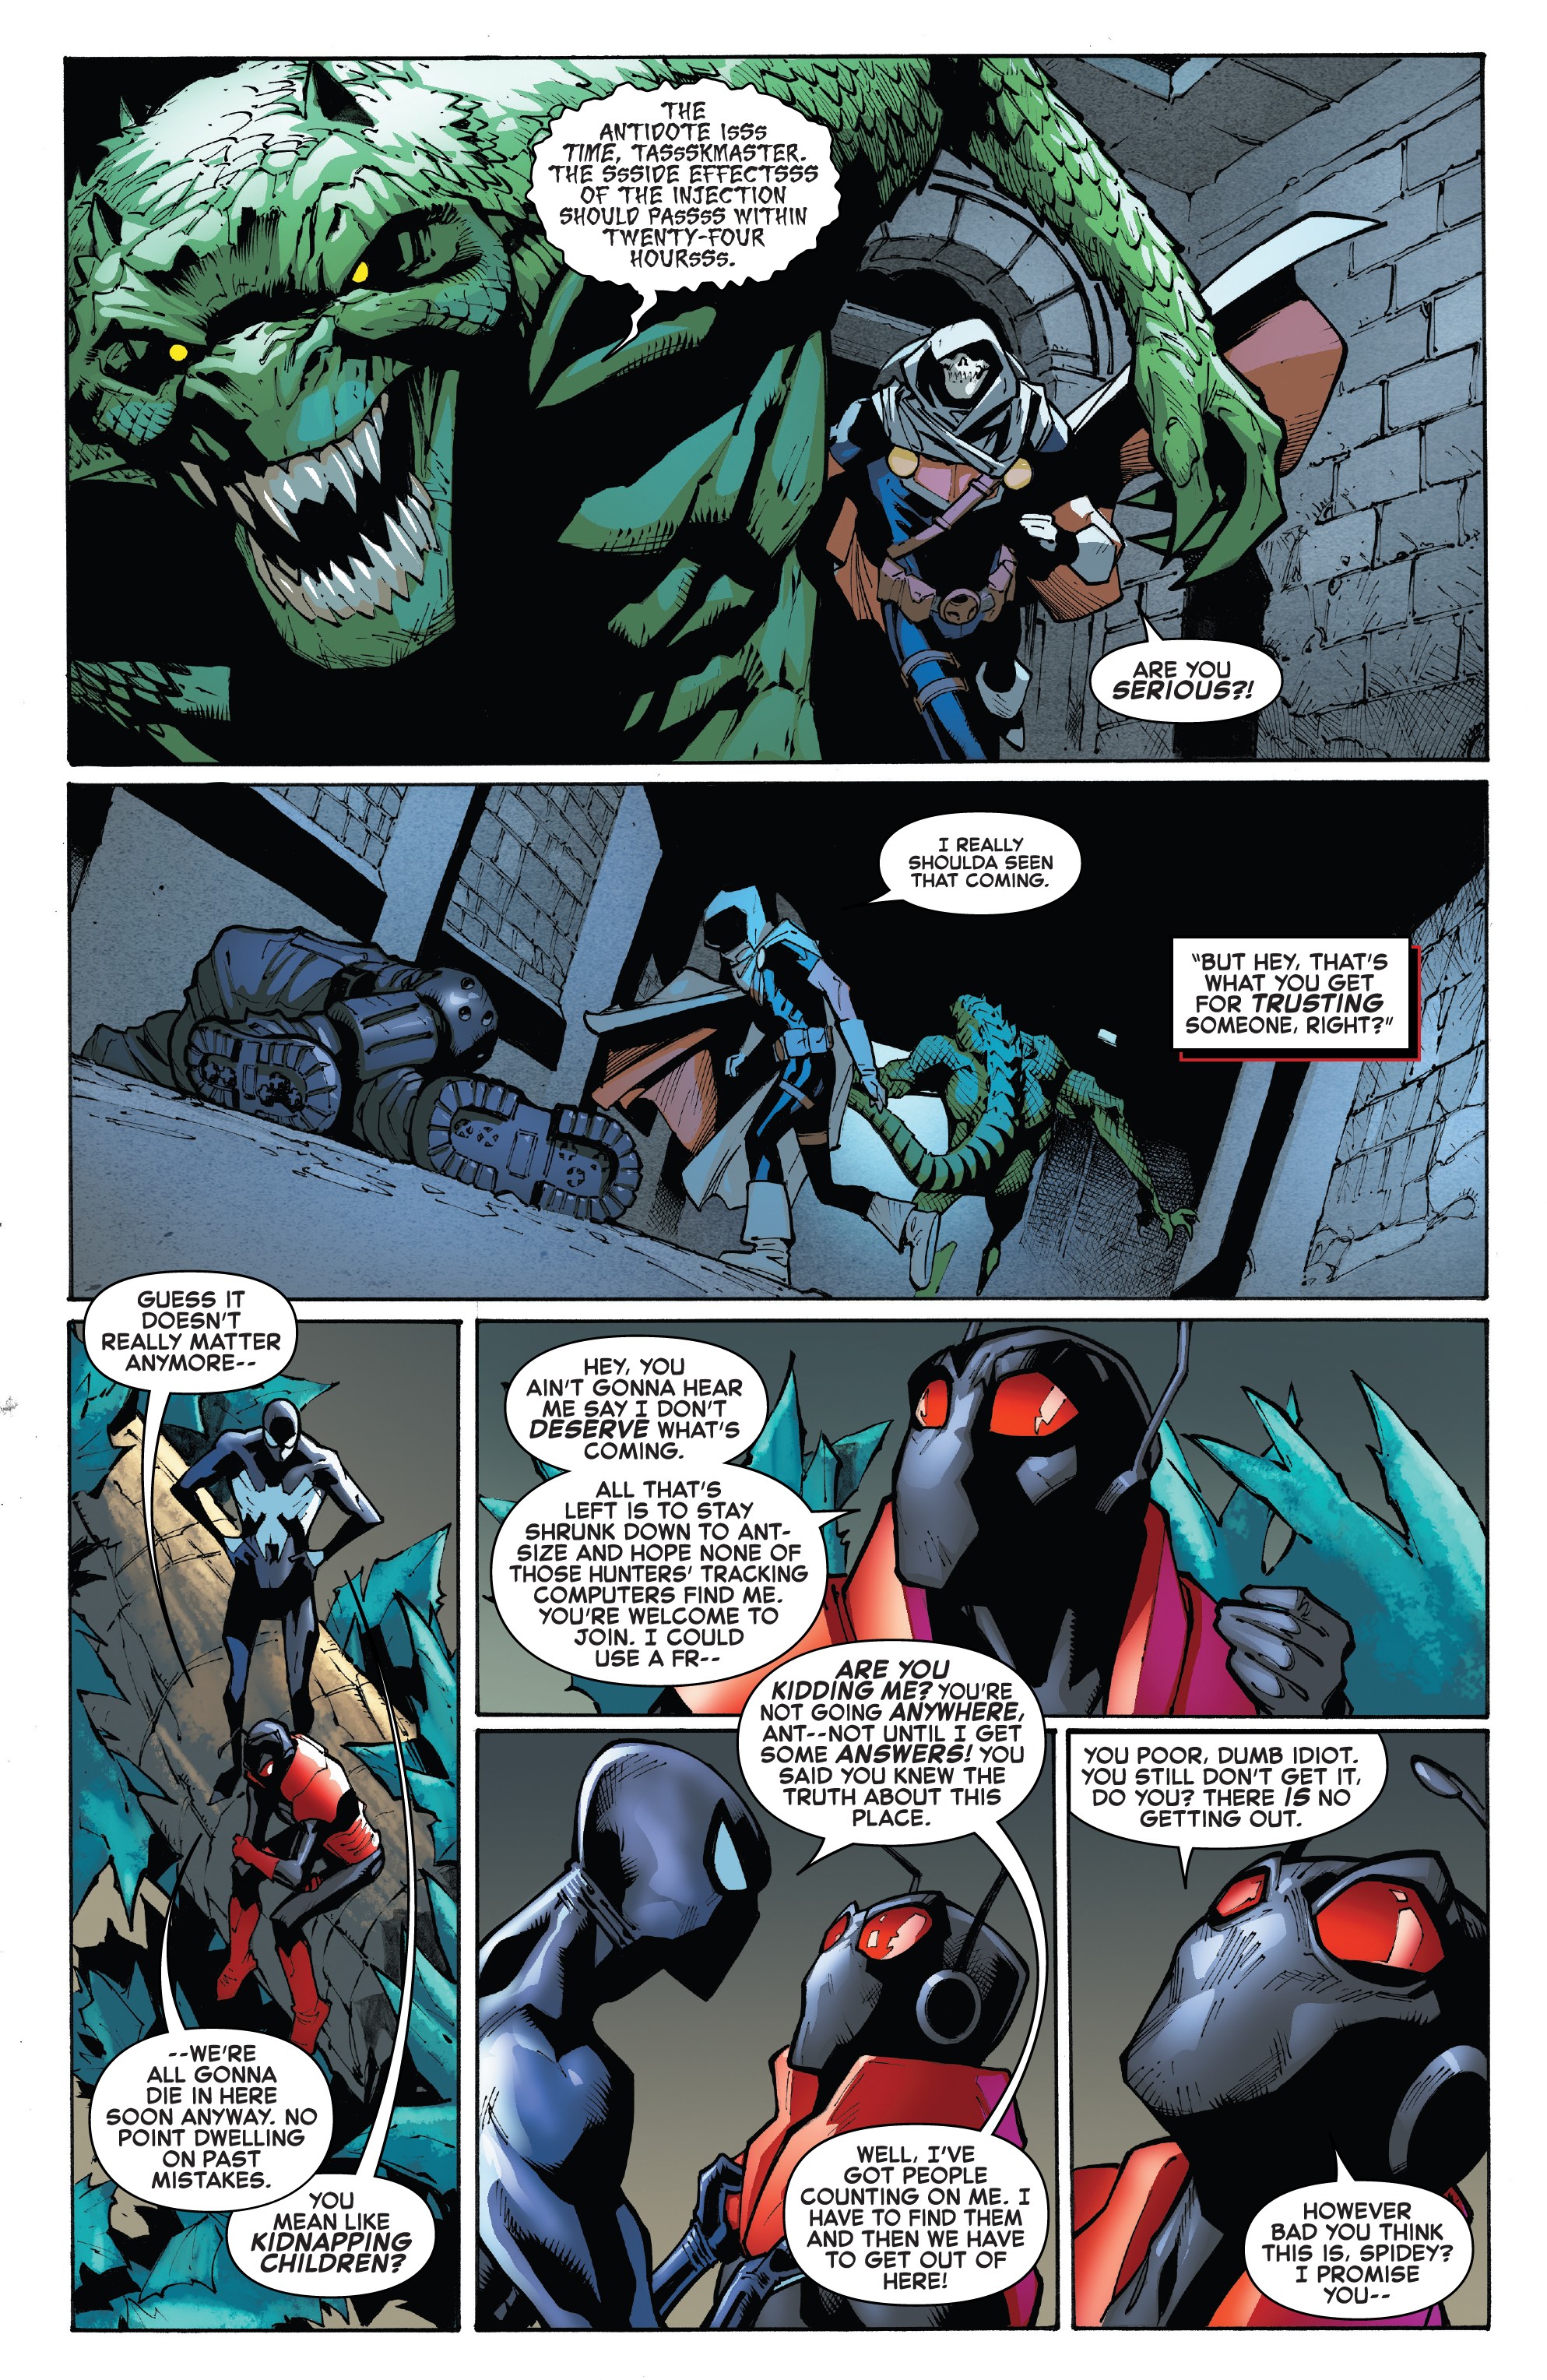 THE
ANTIDOTE ISSS
TIME, TASSSKMASTER.
THE SSSIDE EFFECTSSS
OF THE INJECTION
SHOULD PASSSS WITHIN
TWENTY-FOUR
HOURSSS.
ARE YOU
SERIOUS?!
I REALLY
SHOULDA SEEN
THAT COMING.
"BUT HEY, THAT'S
WHAT YOU GET
FOR TRUSTING
SOMEONE, RIGHT?"
GUESS IT
DOESN'T
REALLY MATTER
ANYMORE--
--WE'RE
ALL GONNA
DIE IN HERE
SOON ANYWAY. NO
POINT DWELLING
ON PAST
MISTAKES.
YOU
MEAN LIKE
KIDNAPPING
CHILDREN?
HEY, YOU
AIN'T GONNA HEAR
ME SAY I DON'T
DESERVE WHAT'S
COMING.
ALL THAT'S
LEFT IS TO STAY
SHRUNK DOWN TO ANT-
SIZE AND HOPE NONE OF
THOSE HUNTERS' TRACKING
COMPUTERS FIND ME.
YOU'RE WELCOME TO
JOIN. I COULD
USE A FR--
ARE YOU
KIDDING ME? YOU'RE
NOT GOING ANYWHERE,
ANT--NOT UNTIL I GET
SOME ANSWERS! YOU
SAID YOU KNEW THE
TRUTH ABOUT THIS
PLACE.
WELL, I'VE
GOT PEOPLE
COUNTING ON ME. I
HAVE TO FIND THEM
AND THEN WE HAVE
TO GET OUT OF
HERE!
YOU POOR, DUMB IDIOT.
YOU STILL DON'T GET IT,
DO YOU? THERE IS NO
GETTING OUT.
HOWEVER
BAD YOU THINK
THIS IS, SPIDEY?
I PROMISE
YOU--